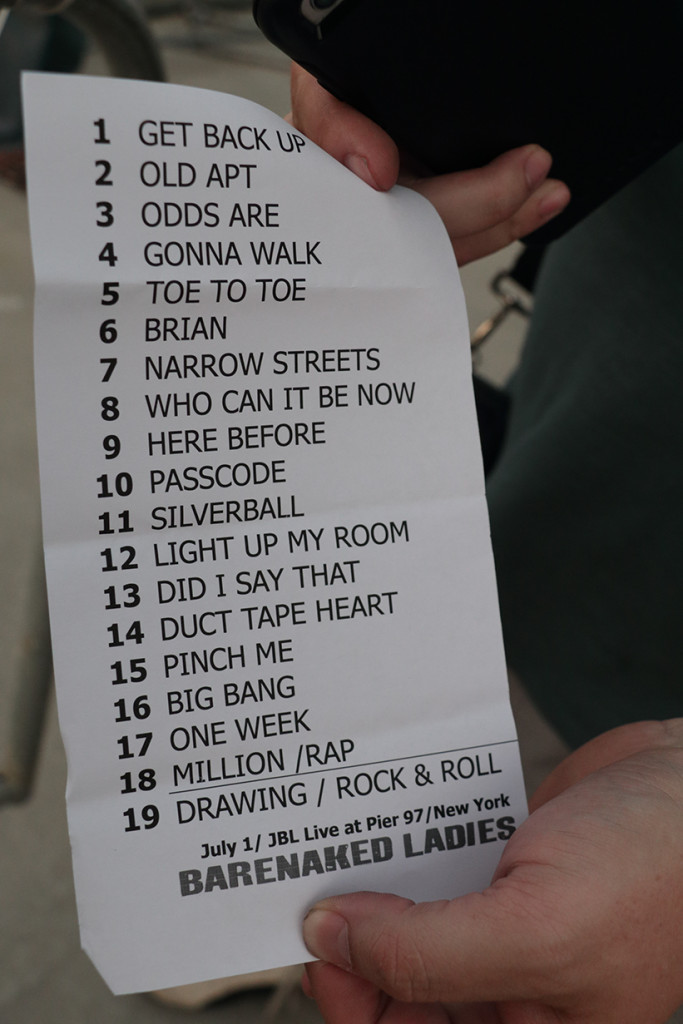 1 GET BACK UP
2 OLD APT
3 ODDS ARE
4 GONNA WALK
5 TOE TO TOE
6 BRIAN
7 NARROW STREETS
8 WHO CAN IT BE NOW
9 HERE BEFORE
10 PASSCODE
11 SILVERBALL
12 LIGHT UP MY ROOM
13 DID I SAY THAT
14 DUCT TAPE HEART
15 PINCH ME
16 BIG BANG
17 ONE WEEK
18 MILLION /RAP
19 DRAWING / ROCK & ROLL
July 1/ JBL Live at Pier 97/New York
BARENAKED LADIES